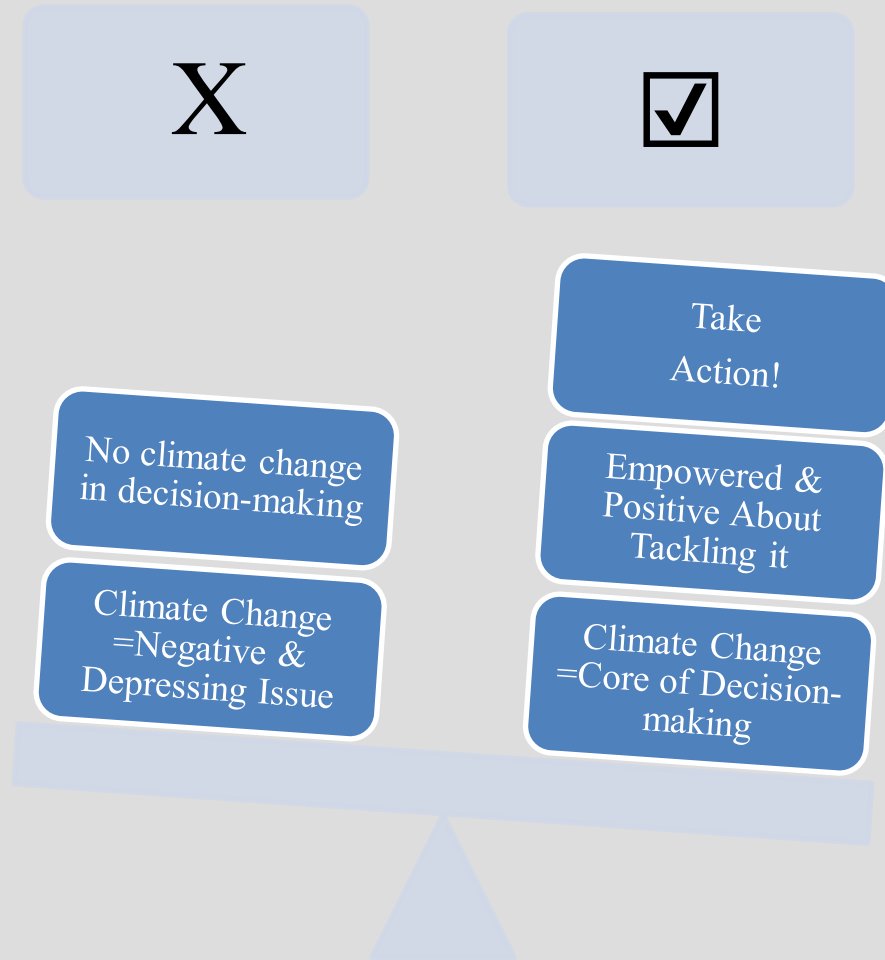 X
☑
No climate change
in decision-making
Climate Change
=Negative &
Depressing Issue
Take
Action!
Empowered &
Positive About
Tackling it
Climate Change
=Core of Decision-
making